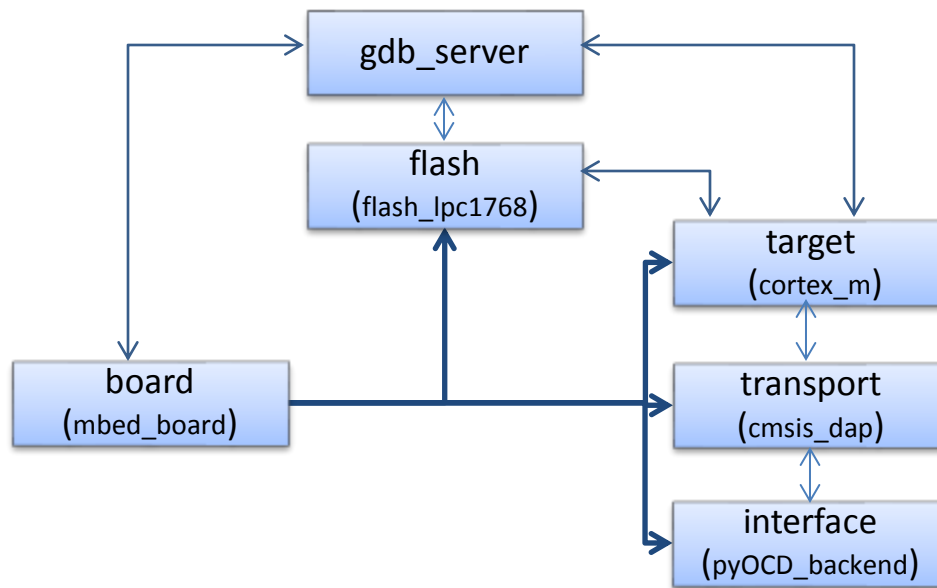 gdb_server
flash
(flash_lpc1768)
target
(cortex_m)
board
(mbed_board)
transport
(cmsis_dap)
interface
(pyOCD_backend)